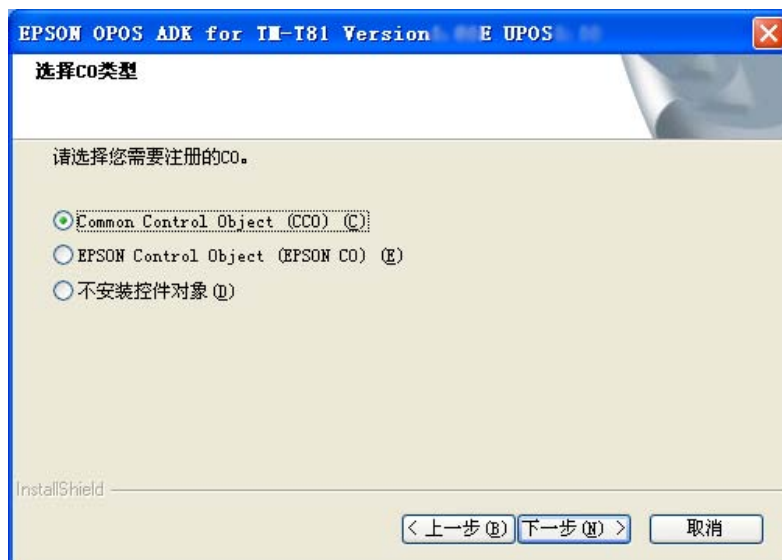 EPSON OPOS ADK for TM-T81 Version E UPOS
选择CO类型
请选择您需要注册的CO。
Common Control Object (CCO) (C)
EPSON Control Object (EPSON CO) (E)
不安装控件对象(D)
InstallShield
< 上一步(B) 下一步(N) > 取消